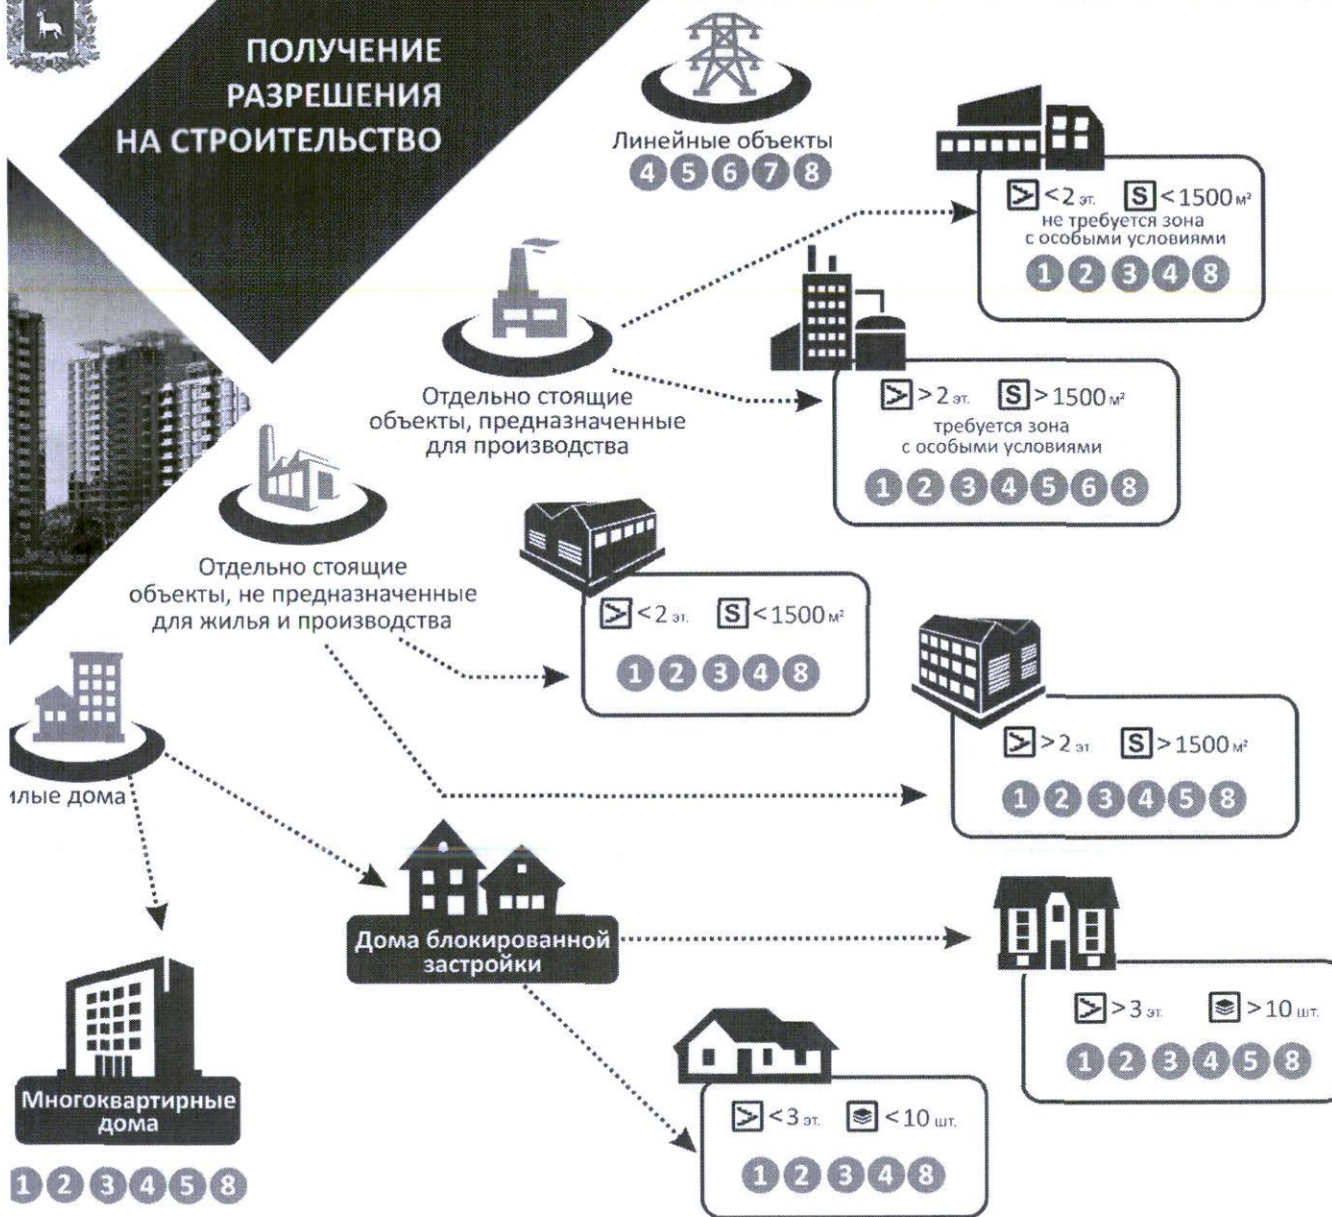 ПОЛУЧЕНИЕ
РАЗРЕШЕНИЯ
НА СТРОИТЕЛЬСТВО
Линейные объекты
4 5 6 7 8
<2 эт. S <1500 м²
не требуется зона
с особыми условиями
1 2 3 4 8
Отдельно стоящие
объекты, предназначенные
для производства
>2 эт. S >1500 м²
требуется зона
с особыми условиями
1 2 3 4 5 6 8
Отдельно стоящие
объекты, не предназначенные
для жилья и производства
<2 эт. S <1500 м²
1 2 3 4 8
>2 эт. S >1500 м²
1 2 3 4 5 8
илые дома
Дома блокированной
застройки
>3 эт. >10 шт.
1 2 3 4 5 8
<3 эт. <10 шт.
1 2 3 4 8
Многоквартирные
дома
1 2 3 4 5 8